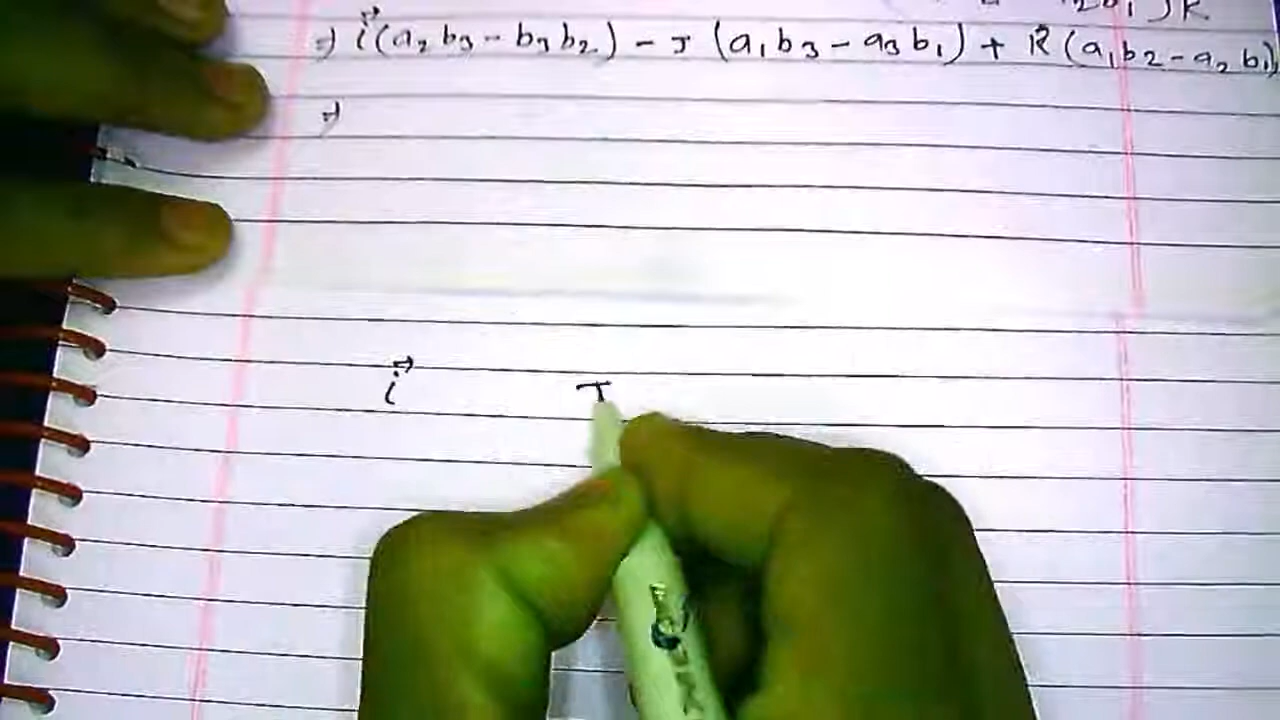 ⇒ i⃗(a₂b₃ - b₃b₂) - J(a₁b₃ - a₃b₁) + K(a₁b₂ - a₂b₁)
⇒
i⃗ J